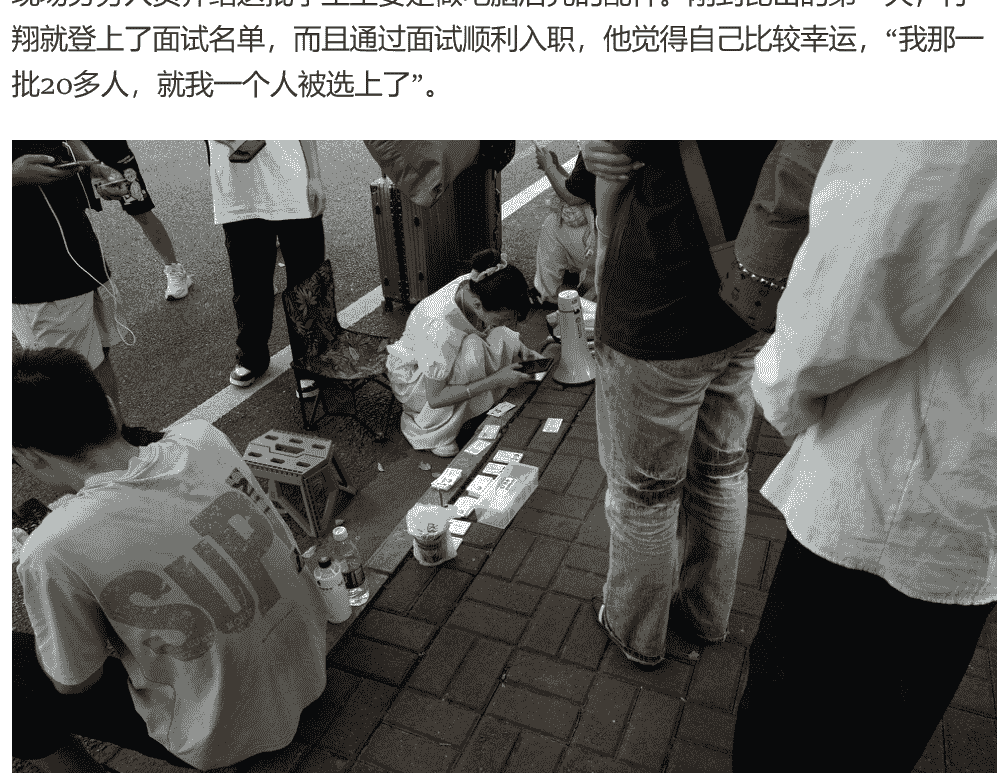 翔就登上了面试名单，而且通过面试顺利入职，他觉得自己比较幸运，“我那一
批20多人，就我一个人被选上了”。
SUP